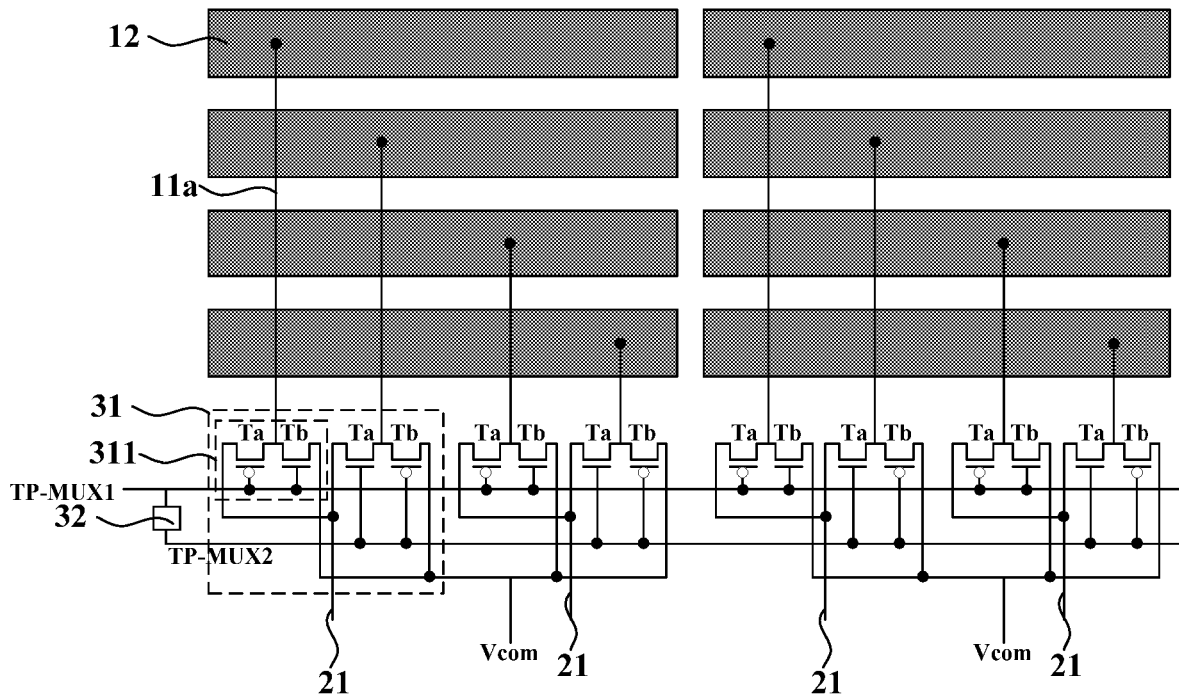 12
11a
31
Ta Tb Ta Tb Ta Tb Ta Tb Ta Tb Ta Tb Ta Tb Ta Tb
311
TP-MUX1
32
TP-MUX2
21 Vcom 21 21 Vcom 21